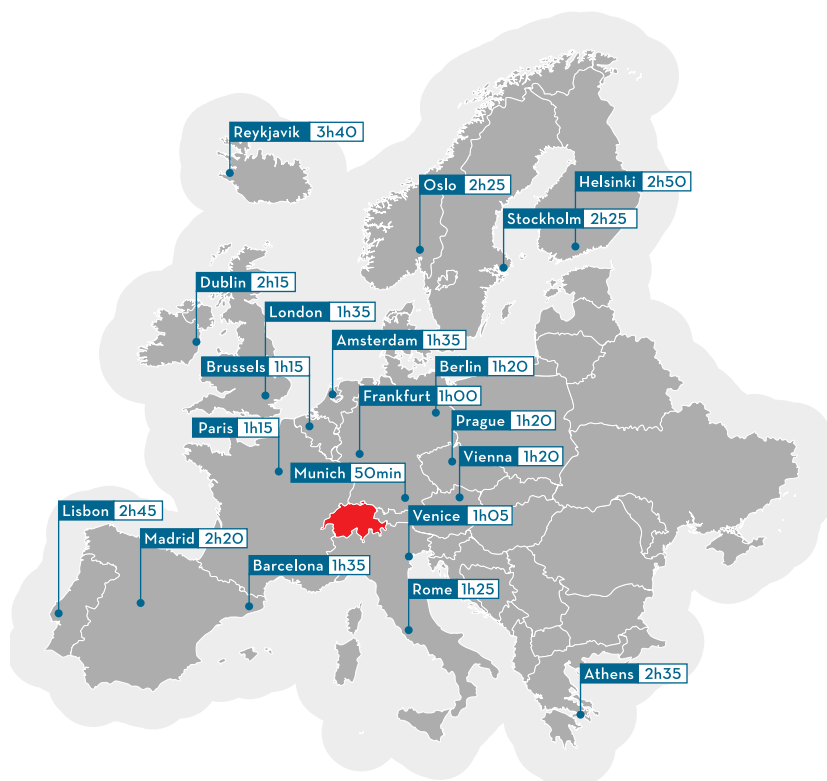 Reykjavik 3h40
Oslo 2h25
Helsinki 2h50
Stockholm 2h25
Dublin 2h15
London 1h35
Amsterdam 1h35
Brussels 1h15
Berlin 1h20
Frankfurt 1h00
Paris 1h15
Prague 1h20
Vienna 1h20
Munich 50min
Lisbon 2h45
Venice 1h05
Madrid 2h20
Barcelona 1h35
Rome 1h25
Athens 2h35